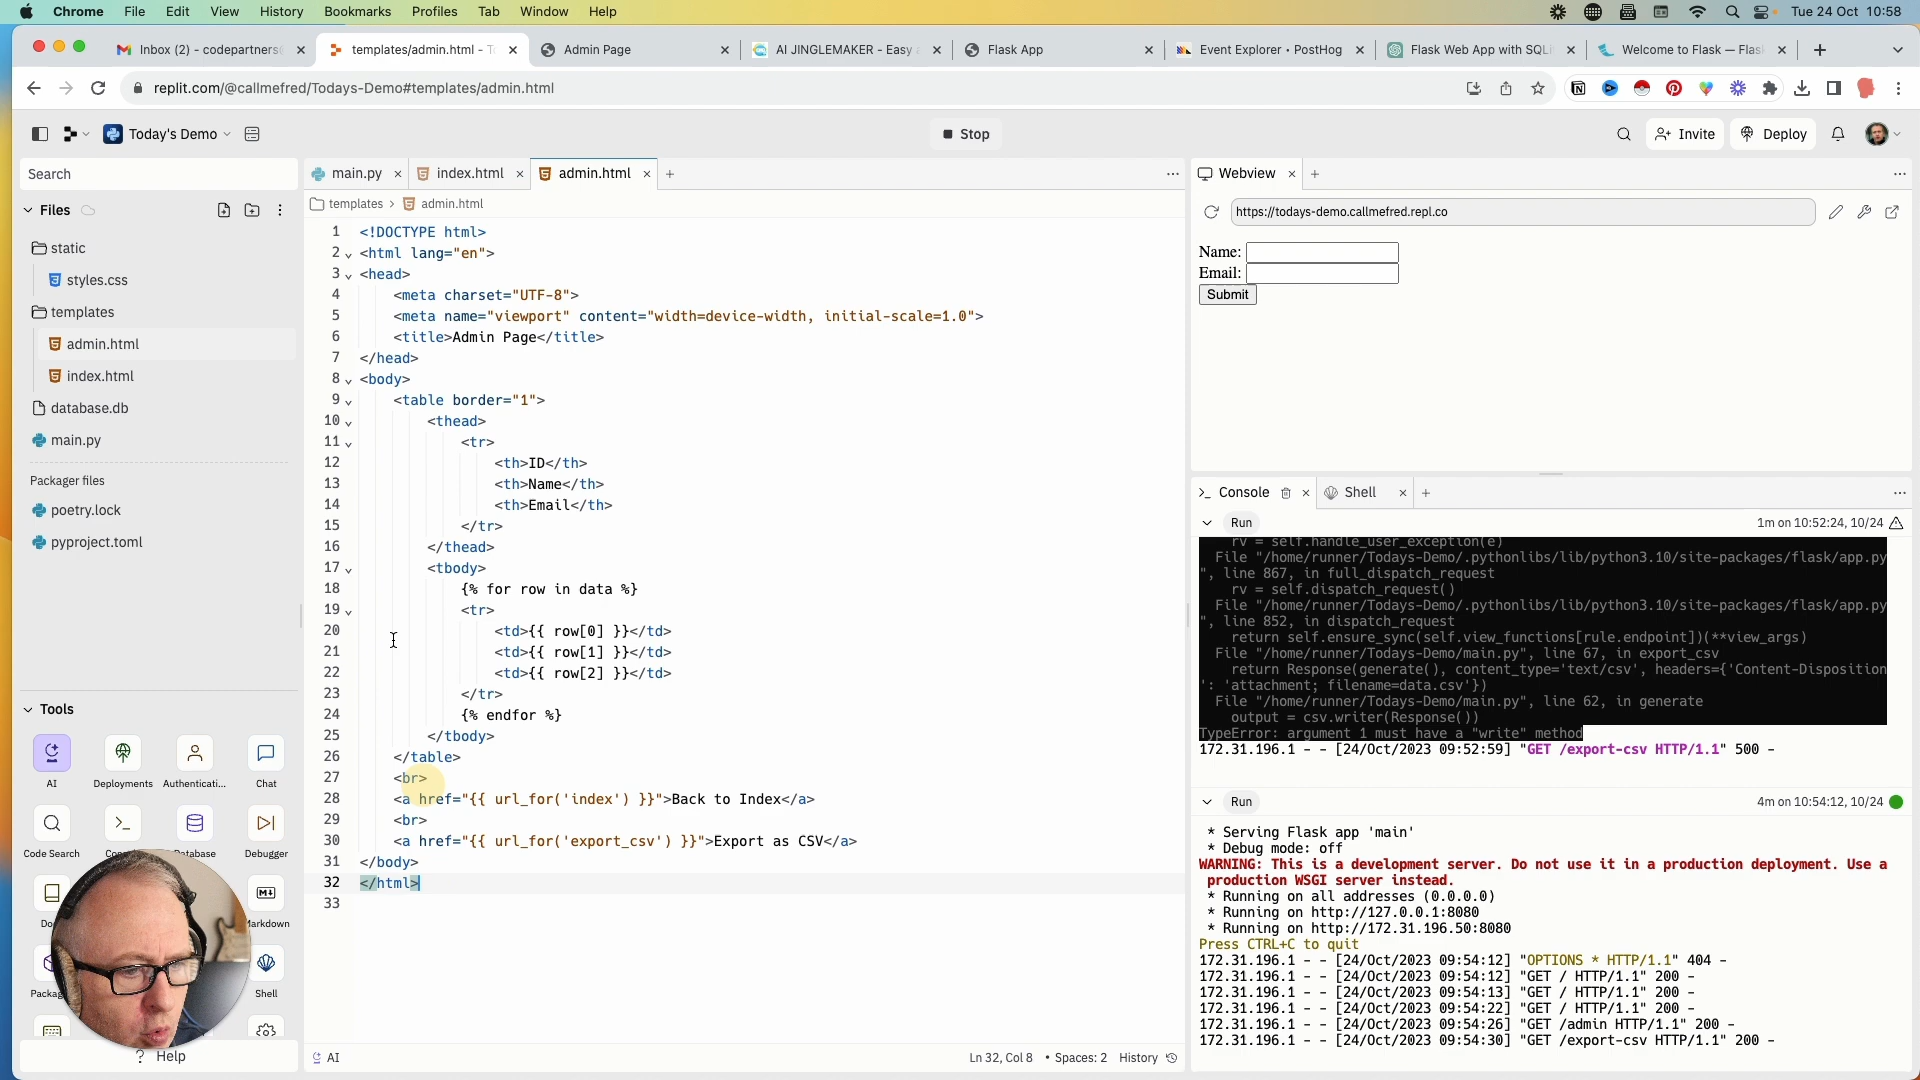 Chrome File Edit View History Bookmarks Profiles Tab Window Help Tue 24 Oct 10:58
Inbox (2) - codepartners
templates/admin.html - T
Admin Page
AI JINGLEMAKER - Easy
Flask App
Event Explorer • PostHog
Flask Web App with SQLi
Welcome to Flask — Flas
replit.com/@callmefred/Todays-Demo#templates/admin.html
Today's Demo
Stop
Invite
Deploy
Search
Files
static
styles.css
templates
admin.html
index.html
database.db
main.py
Packager files
poetry.lock
pyproject.toml
Tools
AI
Deployments
Authenticati...
Chat
Code Search
Database
Debugger
arkdown
Packag
Shell
? Help
main.py
index.html
admin.html
templates > admin.html
1 <!DOCTYPE html>
2 <html lang="en">
3 <head>
4 <meta charset="UTF-8">
5 <meta name="viewport" content="width=device-width, initial-scale=1.0">
6 <title>Admin Page</title>
7 </head>
8 <body>
9 <table border="1">
10 <thead>
11 <tr>
12 <th>ID</th>
13 <th>Name</th>
14 <th>Email</th>
15 </tr>
16 </thead>
17 <tbody>
18 {% for row in data %}
19 <tr>
20 <td>{{ row[0] }}</td>
21 <td>{{ row[1] }}</td>
22 <td>{{ row[2] }}</td>
23 </tr>
24 {% endfor %}
25 </tbody>
26 </table>
27 <br>
28 <a href="{{ url_for('index') }}">Back to Index</a>
29 <br>
30 <a href="{{ url_for('export_csv') }}">Export as CSV</a>
31 </body>
32 </html>
33
AI
Ln 32, Col 8 • Spaces: 2 History
Webview
https://todays-demo.callmefred.repl.co
Name:
Email:
Submit
Console
Shell
Run
1m on 10:52:24, 10/24
rv = self.handle_user_exception(e)
File "/home/runner/Todays-Demo/.pythonlibs/lib/python3.10/site-packages/flask/app.py
", line 867, in full_dispatch_request
rv = self.dispatch_request()
File "/home/runner/Todays-Demo/.pythonlibs/lib/python3.10/site-packages/flask/app.py
", line 852, in dispatch_request
return self.ensure_sync(self.view_functions[rule.endpoint])(**view_args)
File "/home/runner/Todays-Demo/main.py", line 67, in export_csv
return Response(generate(), content_type='text/csv', headers={'Content-Disposition
': 'attachment; filename=data.csv'})
File "/home/runner/Todays-Demo/main.py", line 62, in generate
output = csv.writer(Response())
TypeError: argument 1 must have a "write" method
172.31.196.1 - - [24/Oct/2023 09:52:59] "GET /export-csv HTTP/1.1" 500 -
Run
4m on 10:54:12, 10/24
* Serving Flask app 'main'
* Debug mode: off
WARNING: This is a development server. Do not use it in a production deployment. Use a
production WSGI server instead.
* Running on all addresses (0.0.0.0)
* Running on http://127.0.0.1:8080
* Running on http://172.31.196.50:8080
Press CTRL+C to quit
172.31.196.1 - - [24/Oct/2023 09:54:12] "OPTIONS * HTTP/1.1" 404 -
172.31.196.1 - - [24/Oct/2023 09:54:12] "GET / HTTP/1.1" 200 -
172.31.196.1 - - [24/Oct/2023 09:54:13] "GET / HTTP/1.1" 200 -
172.31.196.1 - - [24/Oct/2023 09:54:22] "GET / HTTP/1.1" 200 -
172.31.196.1 - - [24/Oct/2023 09:54:26] "GET /admin HTTP/1.1" 200 -
172.31.196.1 - - [24/Oct/2023 09:54:30] "GET /export-csv HTTP/1.1" 200 -